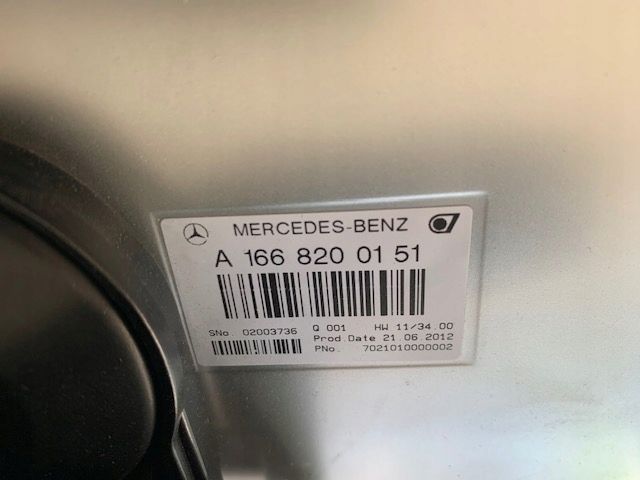 MERCEDES-BENZ
A 166 820 01 51
SNo. 02003736 Q 001 HW 11/34.00
Prod.Date 21.06.2012
PNo. 7021010000002